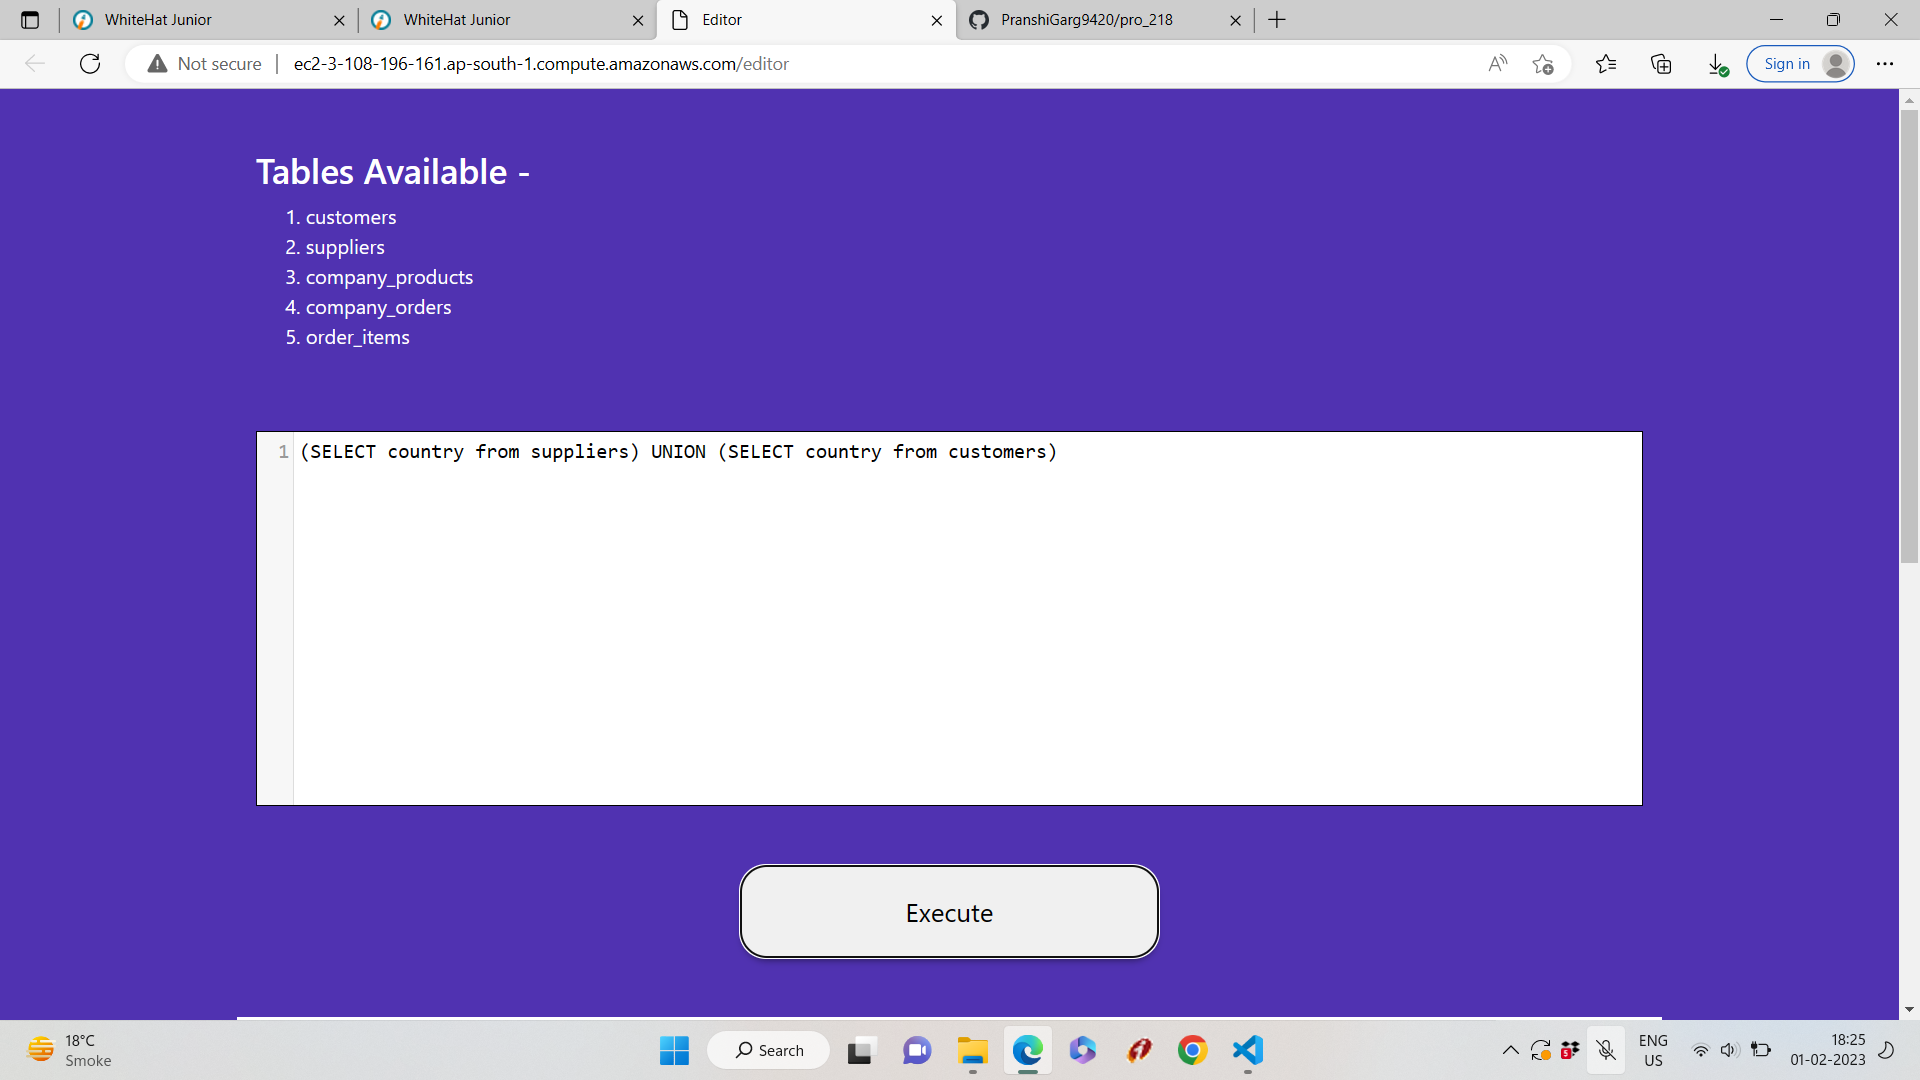 WhiteHat Junior
WhiteHat Junior
Editor
PranshiGarg9420/pro_218
Not secure
ec2-3-108-196-161.ap-south-1.compute.amazonaws.com/editor
Sign in
Tables Available -
1. customers
2. suppliers
3. company_products
4. company_orders
5. order_items
1 (SELECT country from suppliers) UNION (SELECT country from customers)
Execute
18°C
Smoke
Search
5
ENG
US
18:25
01-02-2023